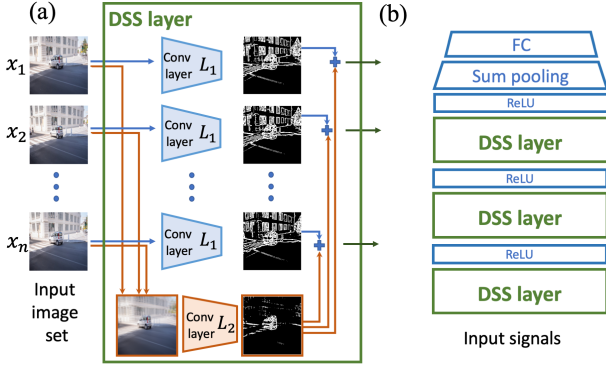 (a)
DSS layer
x1
Conv
layer L1
x2
Conv
layer L1
xn
Conv
layer L1
Input
image
set
Conv
layer L2
(b)
FC
Sum pooling
ReLU
DSS layer
ReLU
DSS layer
ReLU
DSS layer
Input signals